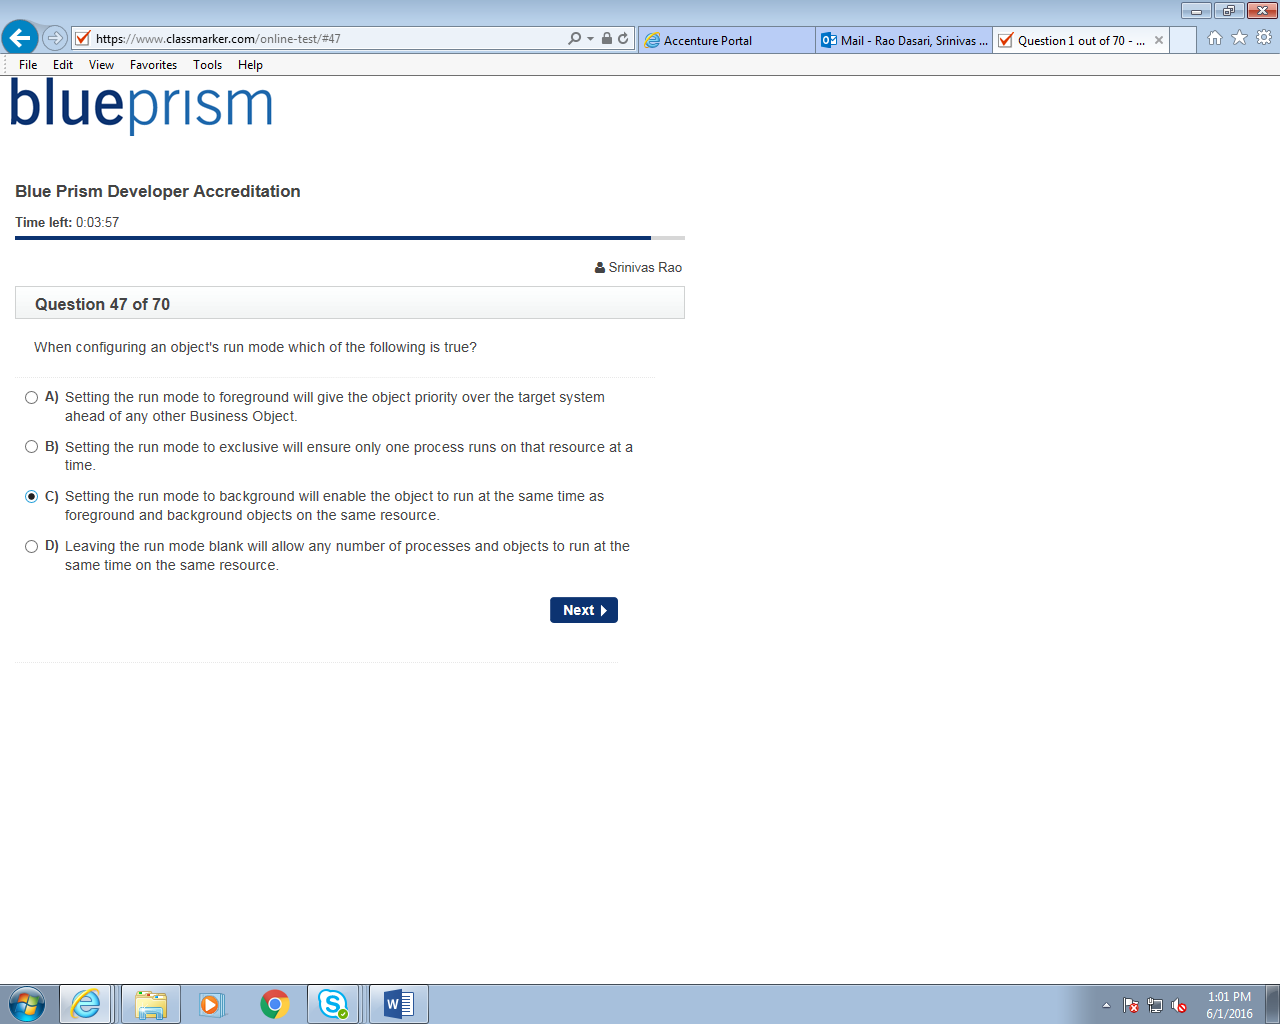 https://www.classmarker.com/online-test/#47
Accenture Portal
Mail - Rao Dasari, Srinivas ...
Question 1 out of 70 - ...
File Edit View Favorites Tools Help
blueprism
Blue Prism Developer Accreditation
Time left: 0:03:57
Srinivas Rao
Question 47 of 70
When configuring an object's run mode which of the following is true?
A) Setting the run mode to foreground will give the object priority over the target system
ahead of any other Business Object.
B) Setting the run mode to exclusive will ensure only one process runs on that resource at a
time.
C) Setting the run mode to background will enable the object to run at the same time as
foreground and background objects on the same resource.
D) Leaving the run mode blank will allow any number of processes and objects to run at the
same time on the same resource.
Next
1:01 PM
6/1/2016